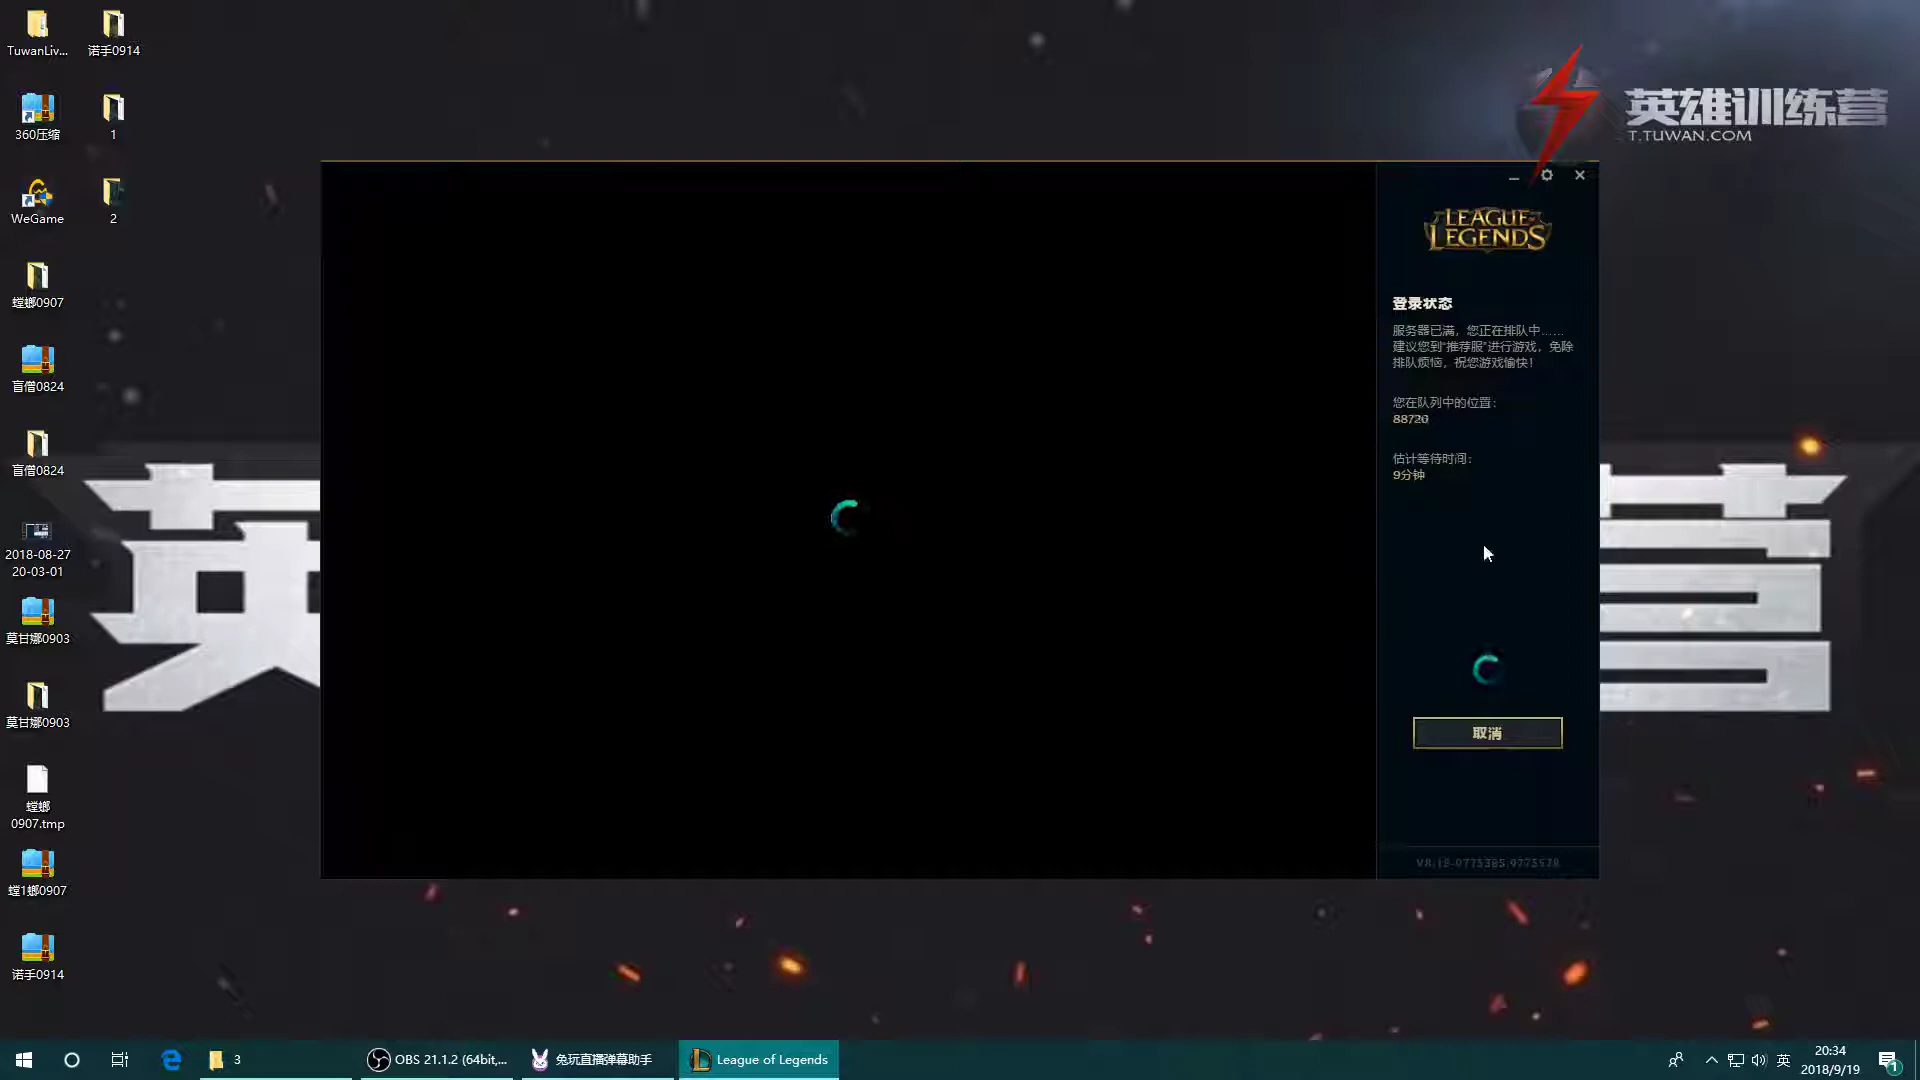 TuwanLiv...
诺手0914
360压缩
1
WeGame
2
螳螂0907
盲僧0824
盲僧0824
2018-08-27
20-03-01
莫甘娜0903
莫甘娜0903
螳螂
0907.tmp
螳1螂0907
诺手0914
英雄训练营
T.TUWAN.COM
LEAGUE OF
LEGENDS
登录状态
服务器已满，您正在排队中……
建议您到“推荐服”进行游戏，免除
排队烦恼，祝您游戏愉快！
您在队列中的位置：
估计等待时间：
9分钟
取消
英
营
3
OBS 21.1.2 (64bit,...
兔玩直播弹幕助手
League of Legends
英
20:34
2018/9/19
1